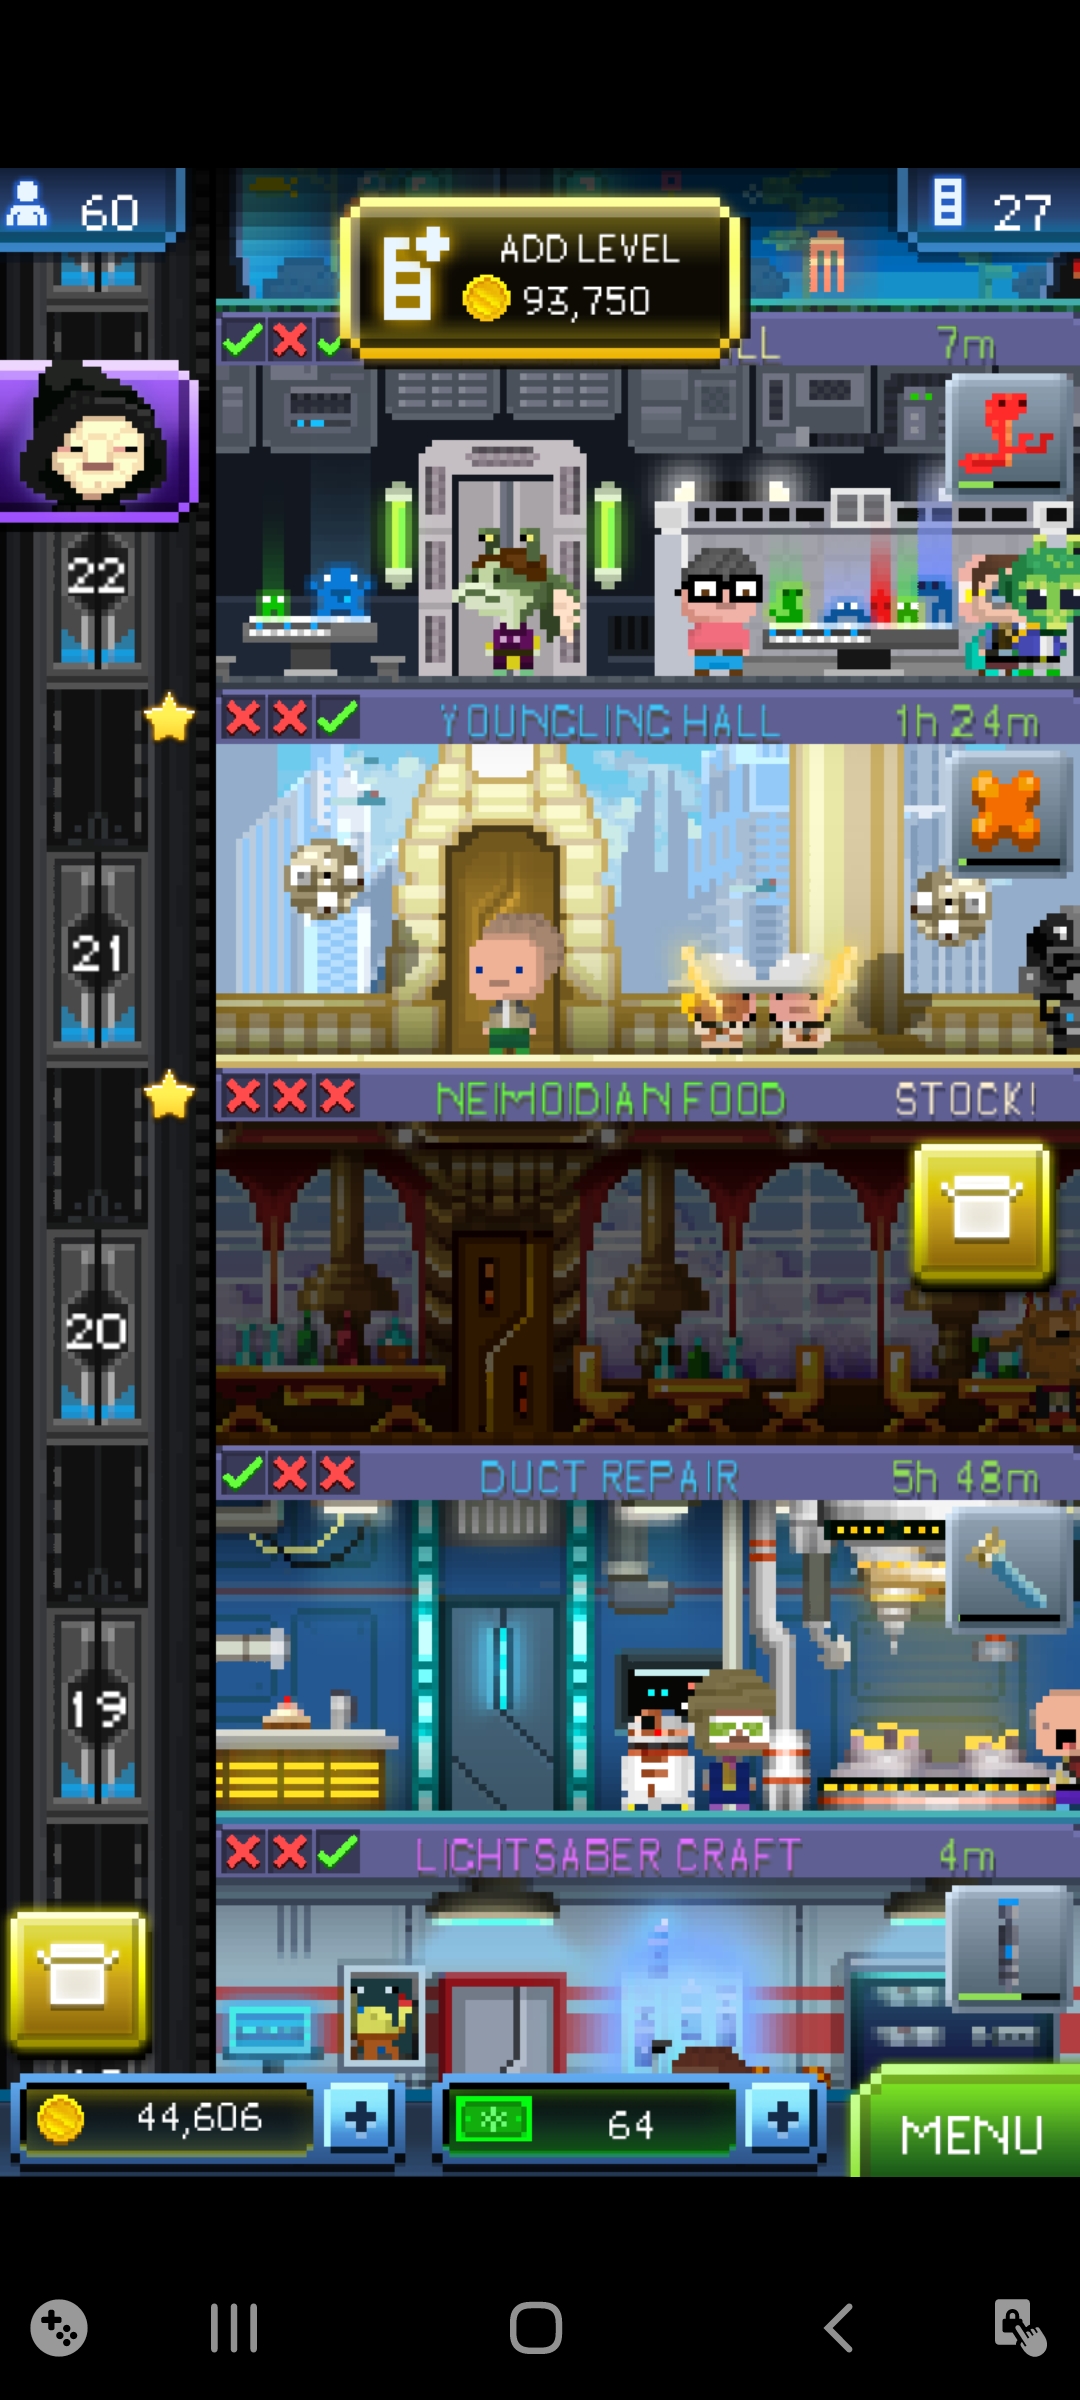 60
ADD LEVEL
93,750
27
LL
7m
22
YOUNGLING HALL
1h 24m
21
NEIMOIDIAN FOOD
STOCK!
20
DUCT REPAIR
5h 48m
19
LIGHTSABER CRAFT
4m
44,606
64
MENU